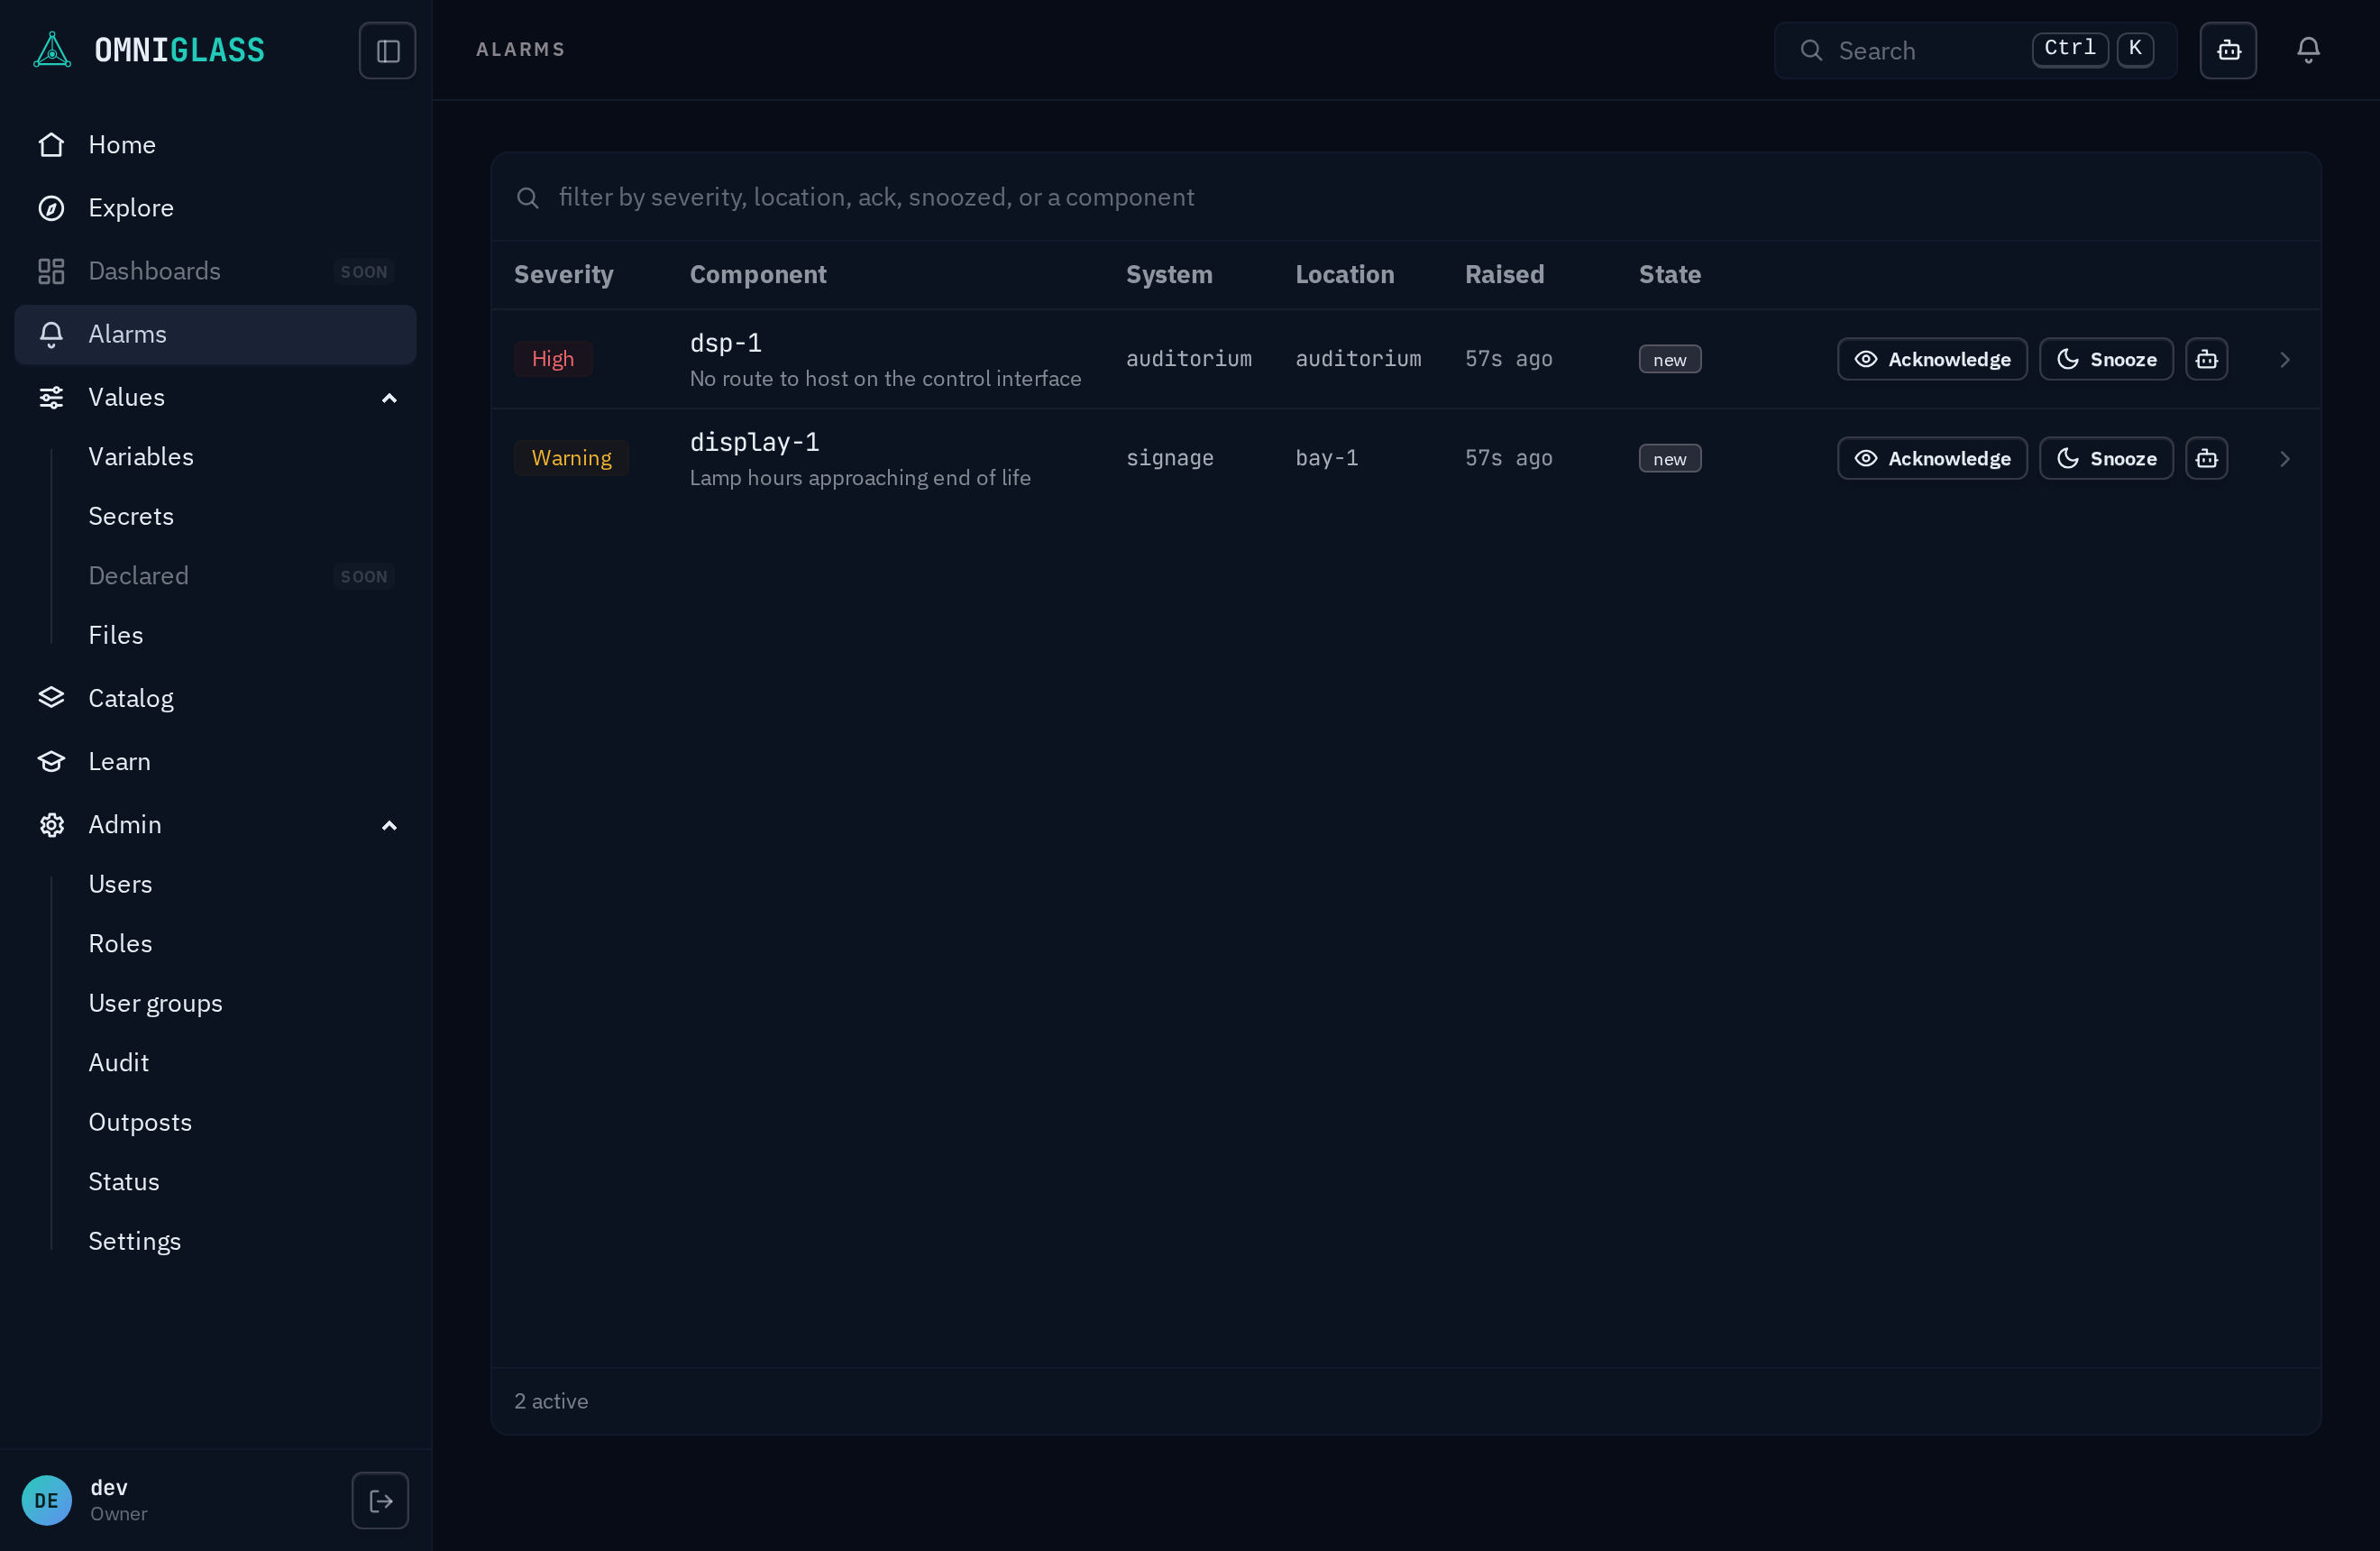 OMNIGLASS
ALARMS
Search Ctrl K
Home
Explore
Dashboards SOON
Alarms
Values
Variables
Secrets
Declared SOON
Files
Catalog
Learn
Admin
Users
Roles
User groups
Audit
Outposts
Status
Settings
DE dev
Owner
filter by severity, location, ack, snoozed, or a component
Severity Component System Location Raised State
High dsp-1 auditorium auditorium 57s ago new Acknowledge Snooze
No route to host on the control interface
Warning display-1 signage bay-1 57s ago new Acknowledge Snooze
Lamp hours approaching end of life
2 active